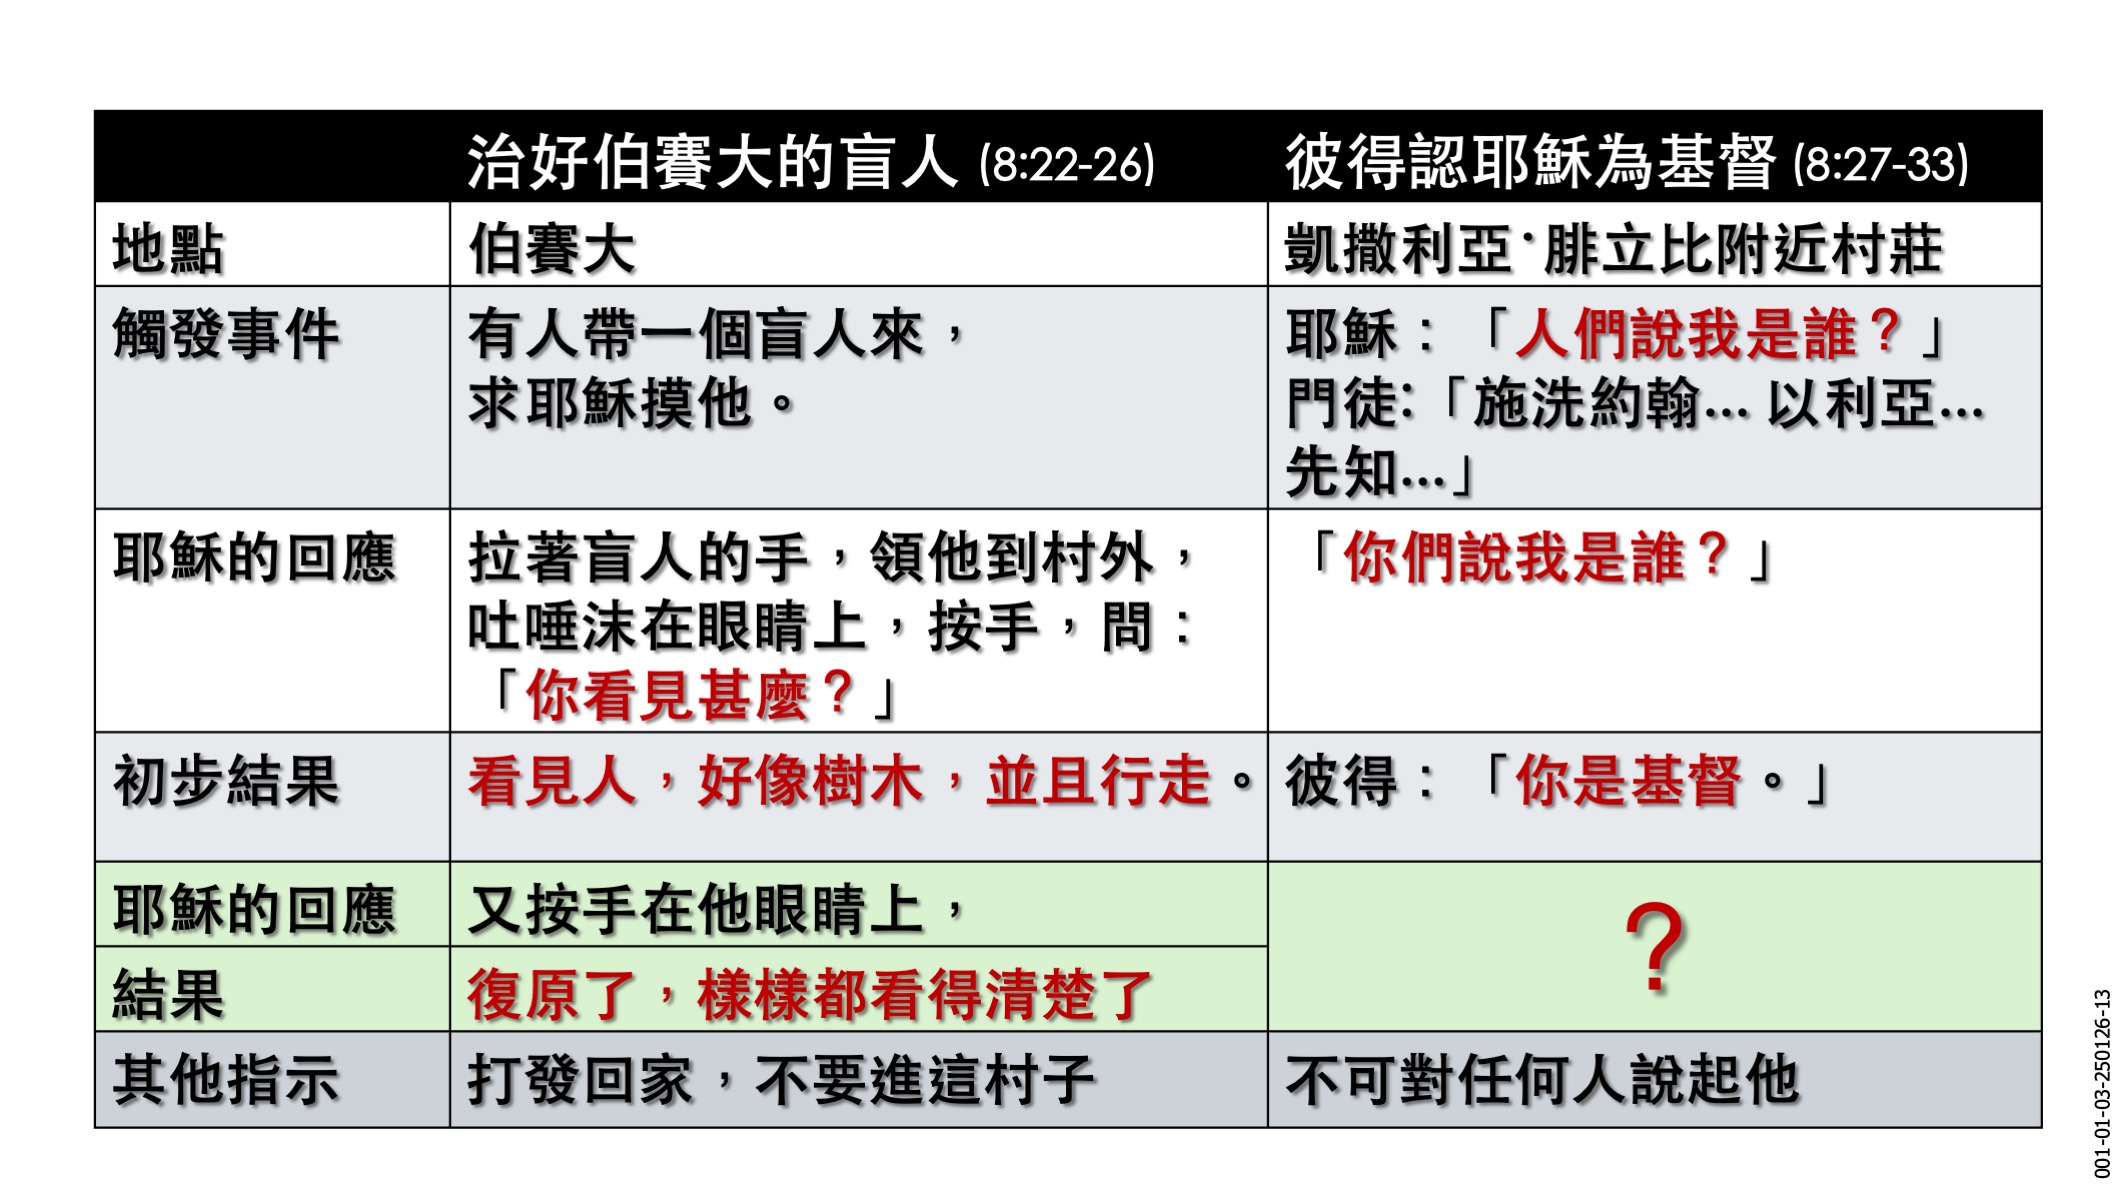 治好伯賽大的盲人 (8:22-26)
彼得認耶穌為基督 (8:27-33)
地點
伯賽大
凱撒利亞·腓立比附近村莊
觸發事件
有人帶一個盲人來，
求耶穌摸他。
耶穌：「人們說我是誰？」
門徒:「施洗約翰... 以利亞...
先知...」
耶穌的回應
拉著盲人的手，領他到村外，
吐唾沫在眼睛上，按手，問：
「你看見甚麼？」
「你們說我是誰？」
初步結果
看見人，好像樹木，並且行走。
彼得：「你是基督。」
耶穌的回應
又按手在他眼睛上，
？
結果
復原了，樣樣都看得清楚了
其他指示
打發回家，不要進這村子
不可對任何人說起他
001-01-03-250126-13